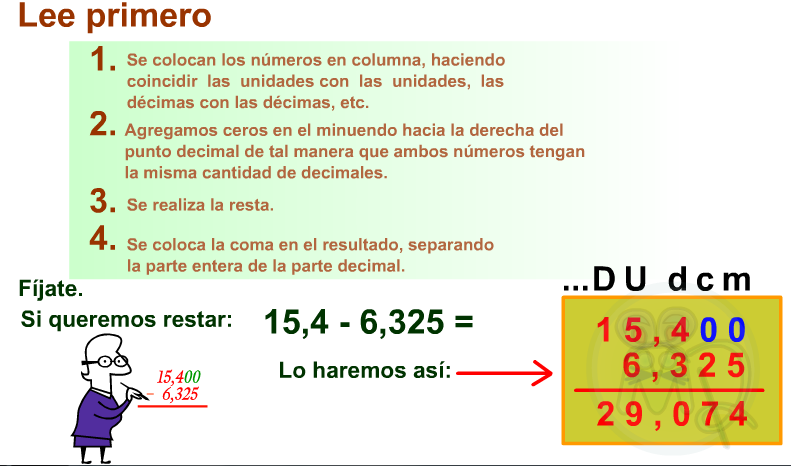 Lee primero
1. Se colocan los números en columna, haciendo
coincidir las unidades con las unidades, las
décimas con las décimas, etc.
2. Agregamos ceros en el minuendo hacia la derecha del
punto decimal de tal manera que ambos números tengan
la misma cantidad de decimales.
3. Se realiza la resta.
4. Se coloca la coma en el resultado, separando
la parte entera de la parte decimal.
Fíjate.
Si queremos restar: 15,4 - 6,325 =
Lo haremos así:
15,400
- 6,325
...D U d c m
1 5 , 4 0 0
6 , 3 2 5
2 9 , 0 7 4